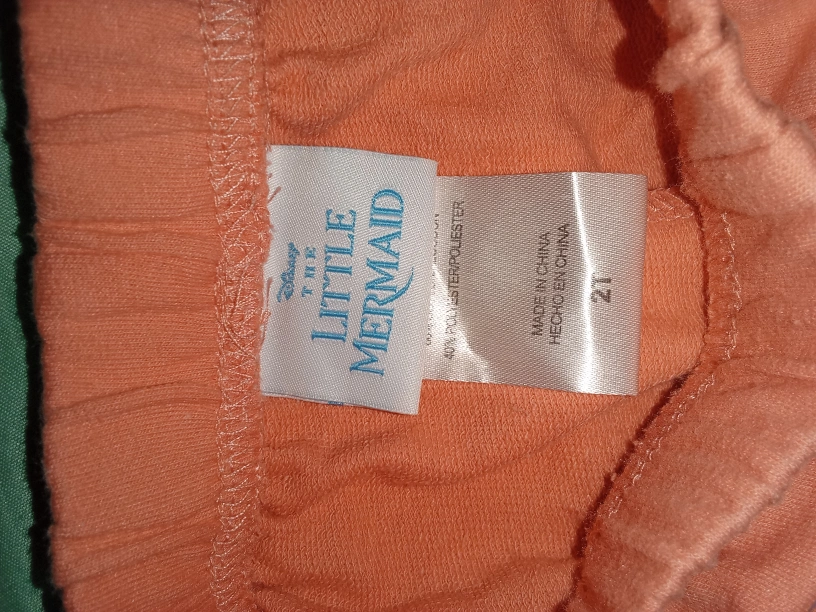 Disney
THE
LITTLE
MERMAID
40% POLYESTER/POLIESTER
MADE IN CHINA
HECHO EN CHINA
2T